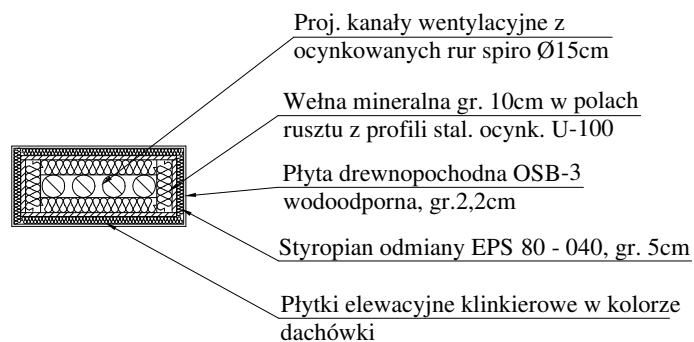 Proj. kanały wentylacyjne z
ocynkowanych rur spiro Ø15cm
Wełna mineralna gr. 10cm w polach
rusztu z profili stal. ocynk. U-100
Płyta drewnopochodna OSB-3
wodoodporna, gr.2,2cm
Styropian odmiany EPS 80 - 040, gr. 5cm
Płytki elewacyjne klinkierowe w kolorze
dachówki